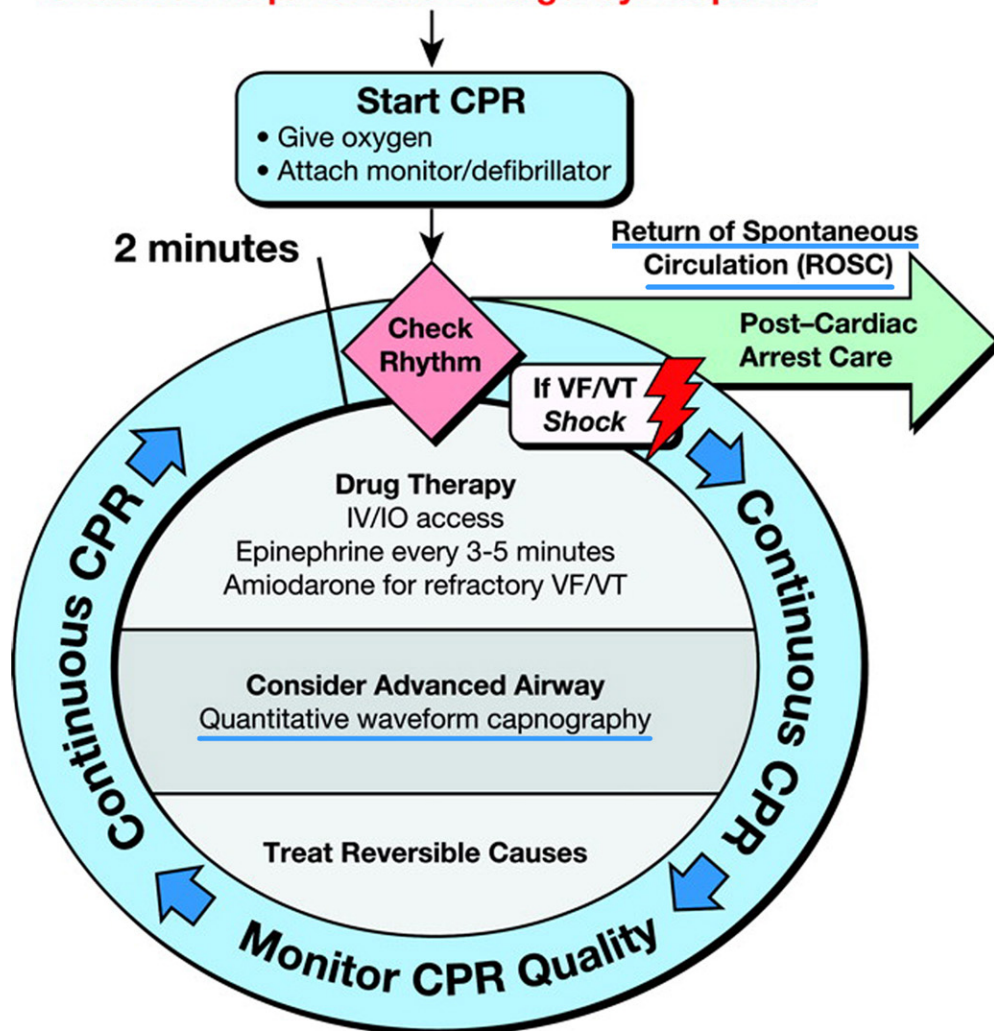 Start CPR
• Give oxygen
• Attach monitor/defibrillator
2 minutes
Return of Spontaneous
Circulation (ROSC)
Check
Rhythm
Post–Cardiac
Arrest Care
If VF/VT
Shock
Drug Therapy
IV/IO access
Epinephrine every 3-5 minutes
Amiodarone for refractory VF/VT
Consider Advanced Airway
Quantitative waveform capnography
Treat Reversible Causes
Continuous CPR
Continuous CPR
Monitor CPR Quality